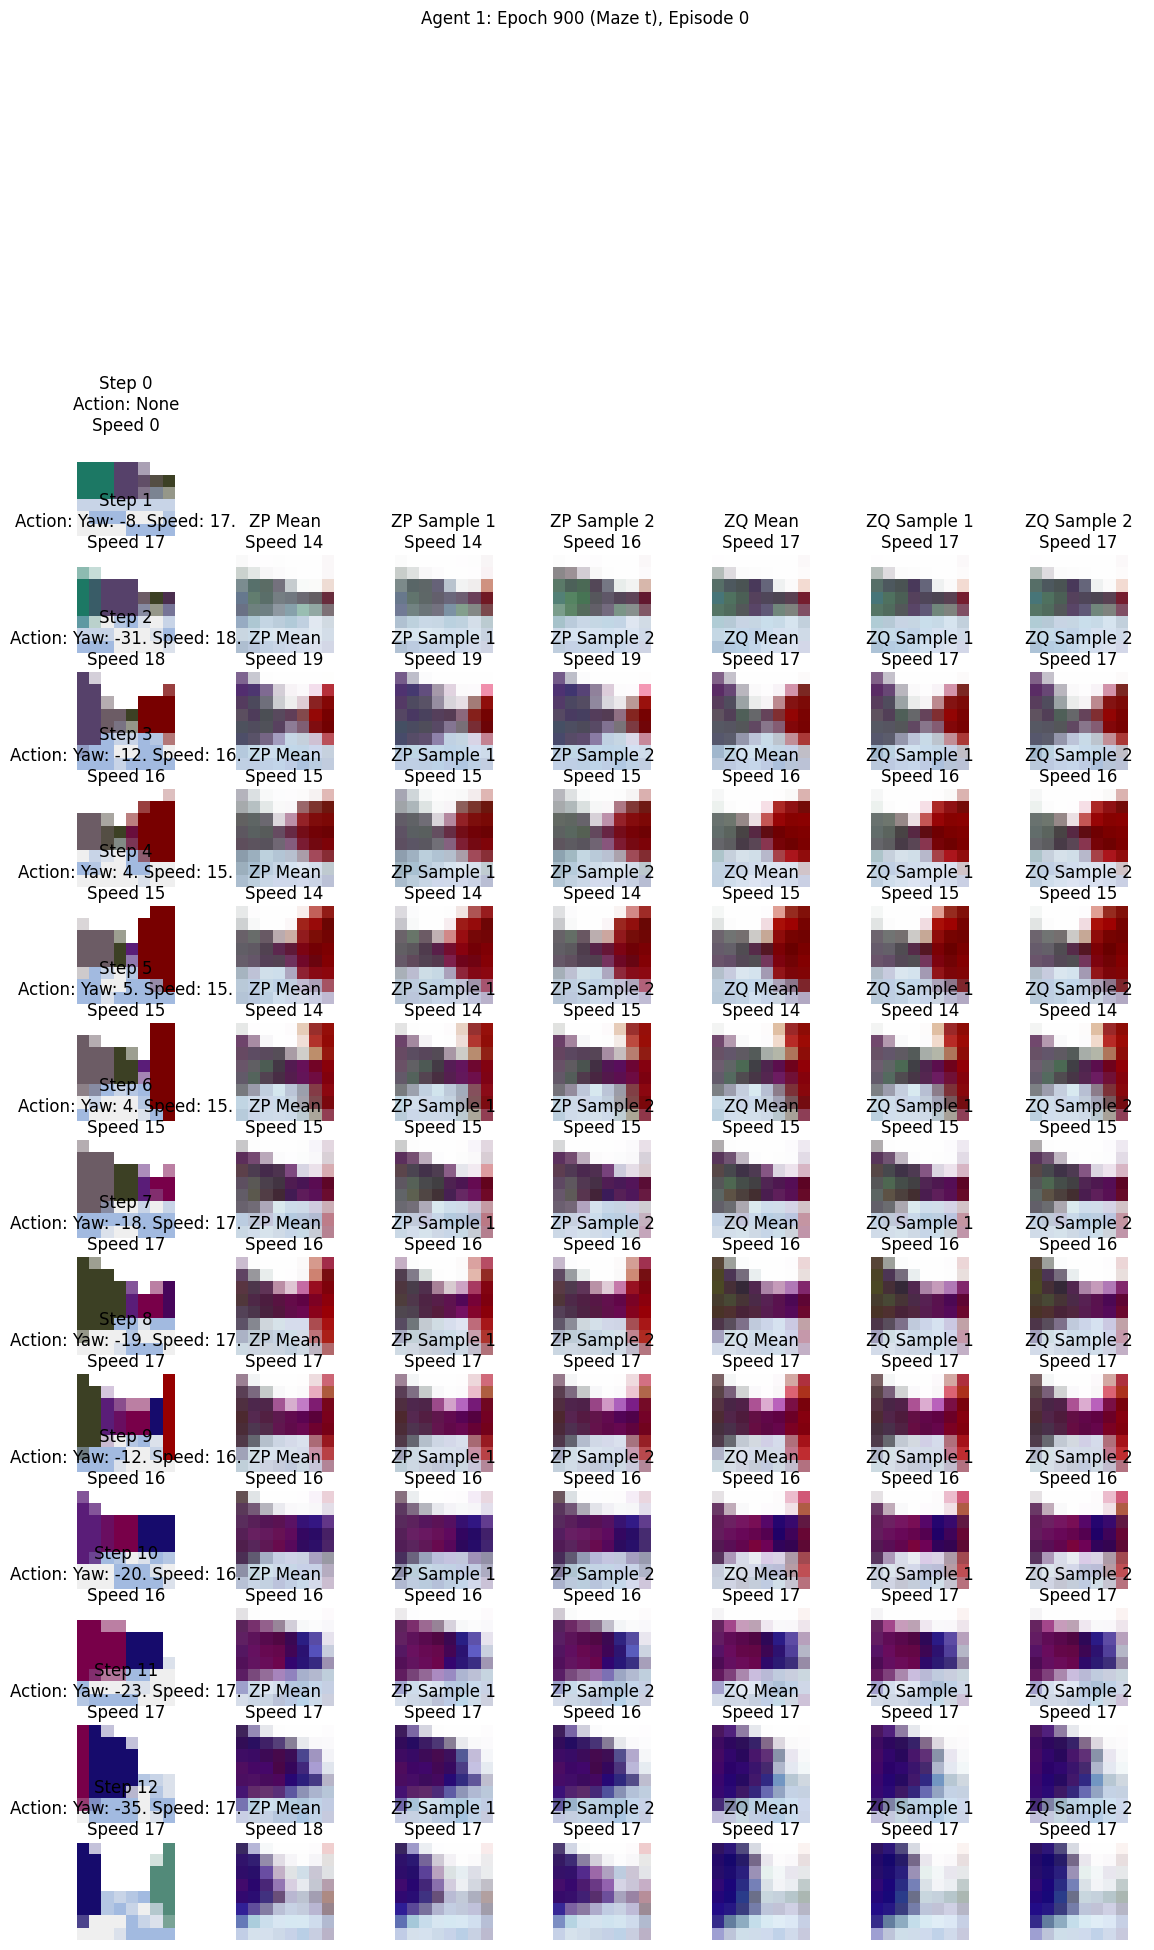 Agent 1: Epoch 900 (Maze t), Episode 0
Step 0
Action: None
Speed 0
Step 1
Action: Yaw: -8. Speed: 17.
Speed 17
ZP Mean
Speed 14
ZP Sample 1
Speed 14
ZP Sample 2
Speed 16
ZQ Mean
Speed 17
ZQ Sample 1
Speed 17
ZQ Sample 2
Speed 17
Step 2
Action: Yaw: -31. Speed: 18.
Speed 18
ZP Mean
Speed 19
ZP Sample 1
Speed 19
ZP Sample 2
Speed 19
ZQ Mean
Speed 17
ZQ Sample 1
Speed 17
ZQ Sample 2
Speed 17
Step 3
Action: Yaw: -12. Speed: 16.
Speed 16
ZP Mean
Speed 15
ZP Sample 1
Speed 15
ZP Sample 2
Speed 15
ZQ Mean
Speed 16
ZQ Sample 1
Speed 16
ZQ Sample 2
Speed 16
Step 4
Action: Yaw: 4. Speed: 15.
Speed 15
ZP Mean
Speed 14
ZP Sample 1
Speed 14
ZP Sample 2
Speed 14
ZQ Mean
Speed 15
ZQ Sample 1
Speed 15
ZQ Sample 2
Speed 15
Step 5
Action: Yaw: 5. Speed: 15.
Speed 15
ZP Mean
Speed 14
ZP Sample 1
Speed 14
ZP Sample 2
Speed 15
ZQ Mean
Speed 14
ZQ Sample 1
Speed 14
ZQ Sample 2
Speed 14
Step 6
Action: Yaw: 4. Speed: 15.
Speed 15
ZP Mean
Speed 15
ZP Sample 1
Speed 15
ZP Sample 2
Speed 15
ZQ Mean
Speed 15
ZQ Sample 1
Speed 15
ZQ Sample 2
Speed 15
Step 7
Action: Yaw: -18. Speed: 17.
Speed 17
ZP Mean
Speed 16
ZP Sample 1
Speed 16
ZP Sample 2
Speed 16
ZQ Mean
Speed 16
ZQ Sample 1
Speed 16
ZQ Sample 2
Speed 16
Step 8
Action: Yaw: -19. Speed: 17.
Speed 17
ZP Mean
Speed 17
ZP Sample 1
Speed 17
ZP Sample 2
Speed 17
ZQ Mean
Speed 17
ZQ Sample 1
Speed 17
ZQ Sample 2
Speed 17
Step 9
Action: Yaw: -12. Speed: 16.
Speed 16
ZP Mean
Speed 16
ZP Sample 1
Speed 16
ZP Sample 2
Speed 16
ZQ Mean
Speed 16
ZQ Sample 1
Speed 16
ZQ Sample 2
Speed 16
Step 10
Action: Yaw: -20. Speed: 16.
Speed 16
ZP Mean
Speed 16
ZP Sample 1
Speed 16
ZP Sample 2
Speed 16
ZQ Mean
Speed 17
ZQ Sample 1
Speed 17
ZQ Sample 2
Speed 17
Step 11
Action: Yaw: -23. Speed: 17.
Speed 17
ZP Mean
Speed 17
ZP Sample 1
Speed 17
ZP Sample 2
Speed 16
ZQ Mean
Speed 17
ZQ Sample 1
Speed 17
ZQ Sample 2
Speed 17
Step 12
Action: Yaw: -35. Speed: 17.
Speed 17
ZP Mean
Speed 18
ZP Sample 1
Speed 17
ZP Sample 2
Speed 17
ZQ Mean
Speed 17
ZQ Sample 1
Speed 17
ZQ Sample 2
Speed 17